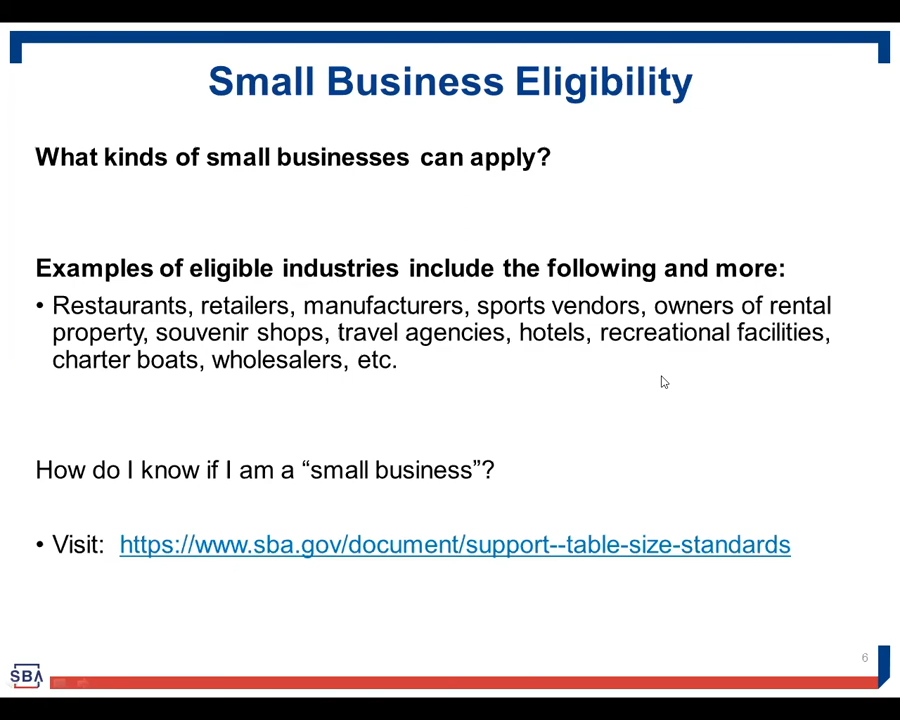 Small Business Eligibility
What kinds of small businesses can apply?
Examples of eligible industries include the following and more:
• Restaurants, retailers, manufacturers, sports vendors, owners of rental
property, souvenir shops, travel agencies, hotels, recreational facilities,
charter boats, wholesalers, etc.
How do I know if I am a “small business”?
• Visit: https://www.sba.gov/document/support--table-size-standards
6
SBA